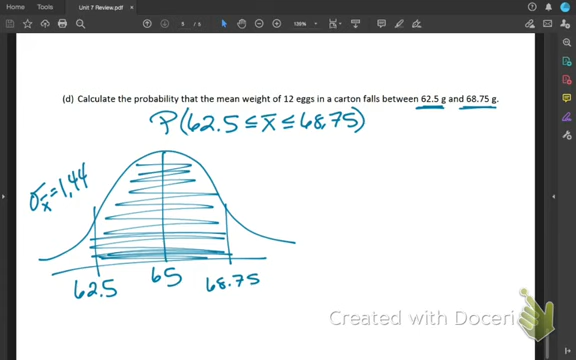 Home Tools Unit 7 Review.pdf ×
5 / 5 139%
(d) Calculate the probability that the mean weight of 12 eggs in a carton falls between 62.5 g and 68.75 g.
P(62.5 ≤ x̄ ≤ 68.75)
σx̄ = 1.44
62.5 65 68.75
Created with Doceri